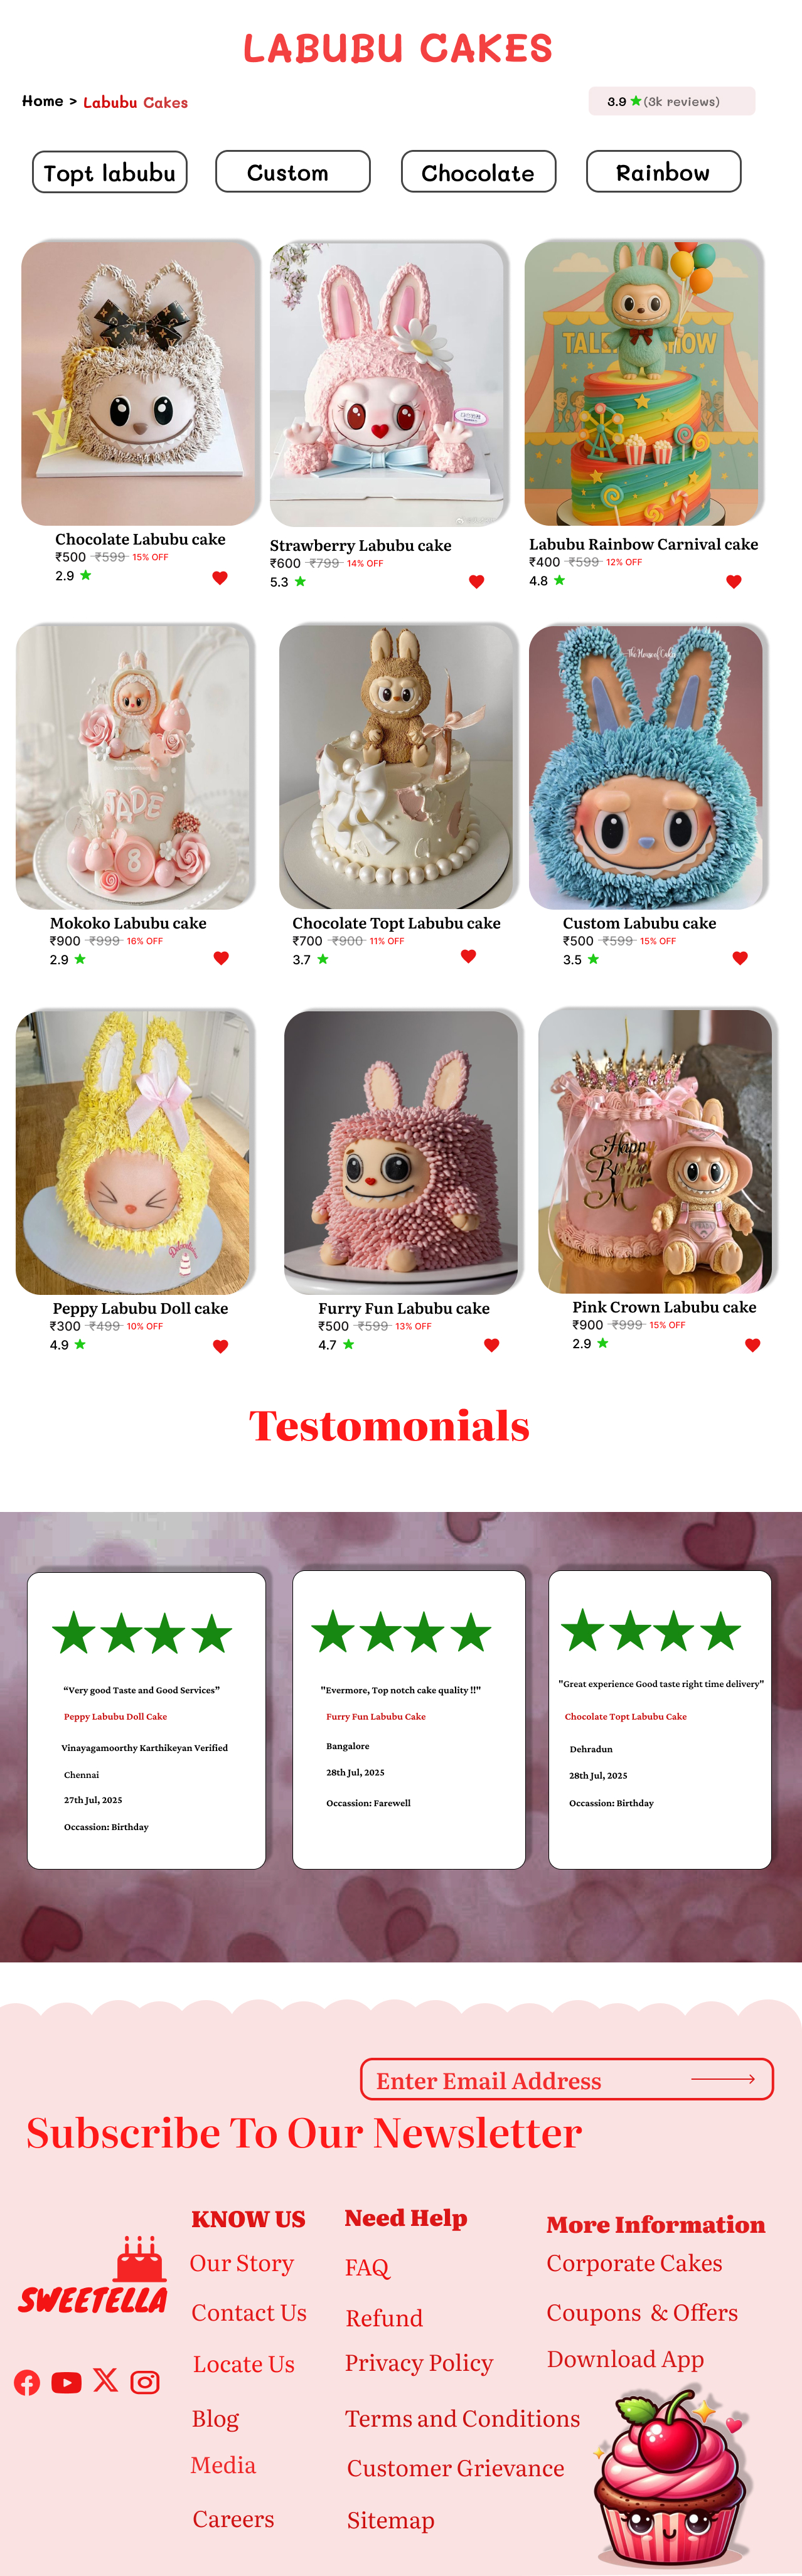 LABUBU CAKES
Home > Labubu Cakes
3.9 ★ (3k reviews)
Topt labubu
Custom
Chocolate
Rainbow
LV
TALE
OW
Chocolate Labubu cake
₹500 ₹599 15% OFF
2.9 ★
Strawberry Labubu cake
₹600 ₹799 14% OFF
5.3 ★
Labubu Rainbow Carnival cake
₹400 ₹599 12% OFF
4.8 ★
JADE
8
The House of Cakes
Mokoko Labubu cake
₹900 ₹999 16% OFF
2.9 ★
Chocolate Topt Labubu cake
₹700 ₹900 11% OFF
3.7 ★
Custom Labubu cake
₹500 ₹599 15% OFF
3.5 ★
Happy
Peppy Labubu Doll cake
₹300 ₹499 10% OFF
4.9 ★
Furry Fun Labubu cake
₹500 ₹599 13% OFF
4.7 ★
Pink Crown Labubu cake
₹900 ₹999 15% OFF
2.9 ★
Testomonials
“Very good Taste and Good Services”
Peppy Labubu Doll Cake
Vinayagamoorthy Karthikeyan Verified
Chennai
27th Jul, 2025
Occassion: Birthday
"Evermore, Top notch cake quality !!"
Furry Fun Labubu Cake
Bangalore
28th Jul, 2025
Occassion: Farewell
"Great experience Good taste right time delivery"
Chocolate Topt Labubu Cake
Dehradun
28th Jul, 2025
Occassion: Birthday
Enter Email Address
Subscribe To Our Newsletter
SWEETELLA
KNOW US
Our Story
Contact Us
Locate Us
Blog
Media
Careers
Need Help
FAQ
Refund
Privacy Policy
Terms and Conditions
Customer Grievance
Sitemap
More Information
Corporate Cakes
Coupons & Offers
Download App